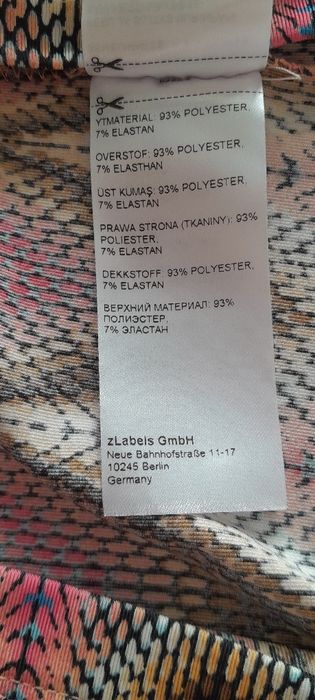 YTMATERIAL: 93% POLYESTER,
7% ELASTAN
OVERSTOF: 93% POLYESTER,
7% ELASTHAN
ÜST KUMAŞ: 93% POLYESTER,
7% ELASTAN
PRAWA STRONA (TKANINY): 93%
POLIESTER,
7% ELASTAN
DEKKSTOFF: 93% POLYESTER,
7% ELASTAN
ВЕРХНИЙ МАТЕРИАЛ: 93%
ПОЛИЭСТЕР,
7% ЭЛАСТАН
zLabels GmbH
Neue Bahnhofstraße 11-17
10245 Berlin
Germany